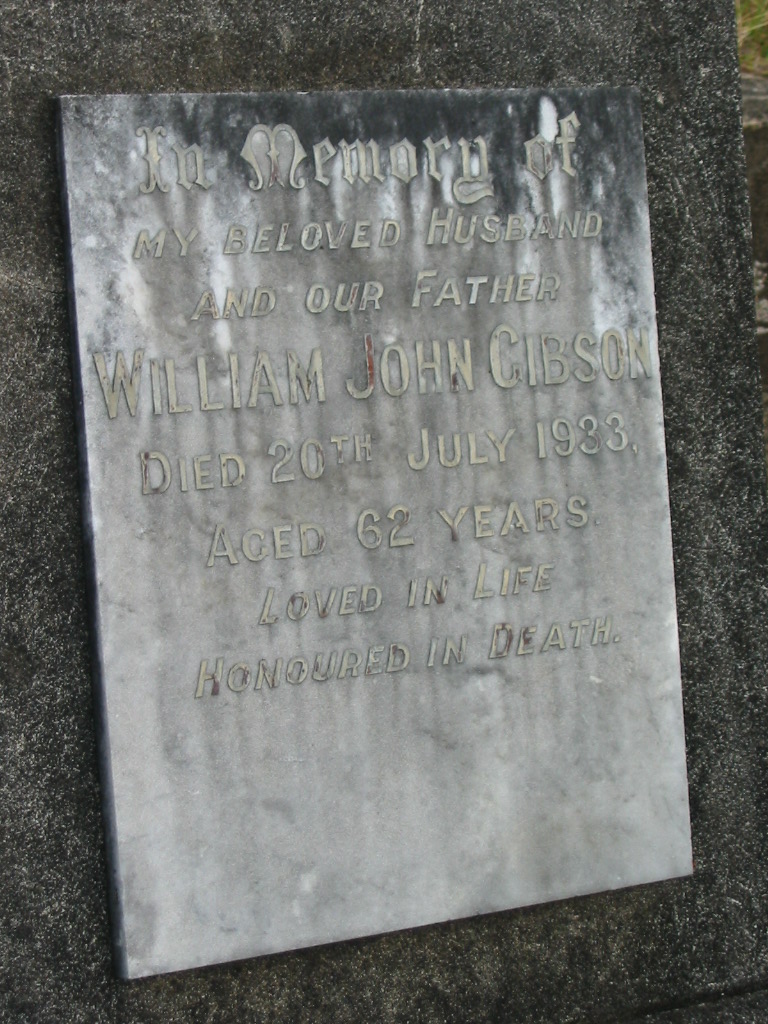 In Memory of
MY BELOVED HUSBAND
AND OUR FATHER
WILLIAM JOHN GIBSON
DIED 20TH JULY 1933,
AGED 62 YEARS.
LOVED IN LIFE
HONOURED IN DEATH.